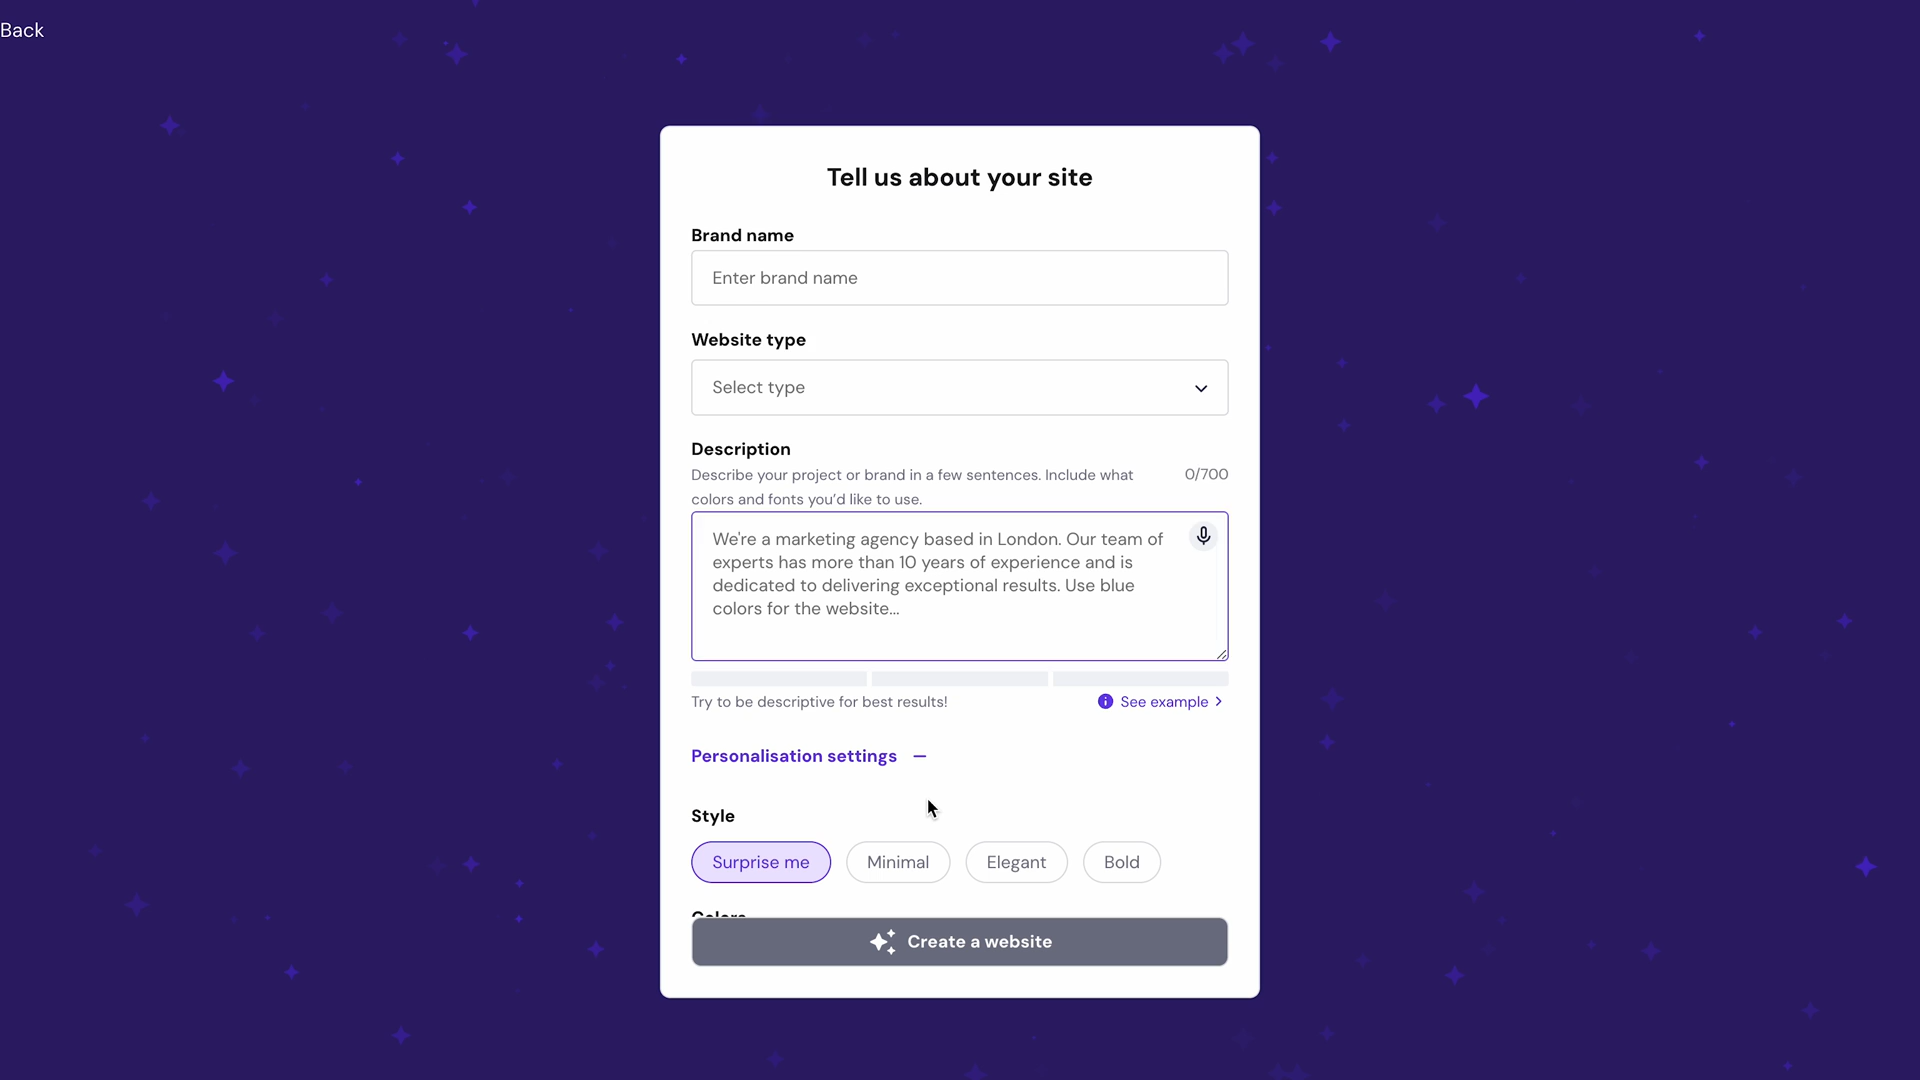 Back
Tell us about your site
Brand name
Enter brand name
Website type
Select type
Description
Describe your project or brand in a few sentences. Include what
colors and fonts you’d like to use.
0/700
We're a marketing agency based in London. Our team of
experts has more than 10 years of experience and is
dedicated to delivering exceptional results. Use blue
colors for the website...
Try to be descriptive for best results!
See example
Personalisation settings
Style
Surprise me
Minimal
Elegant
Bold
Colors
Create a website